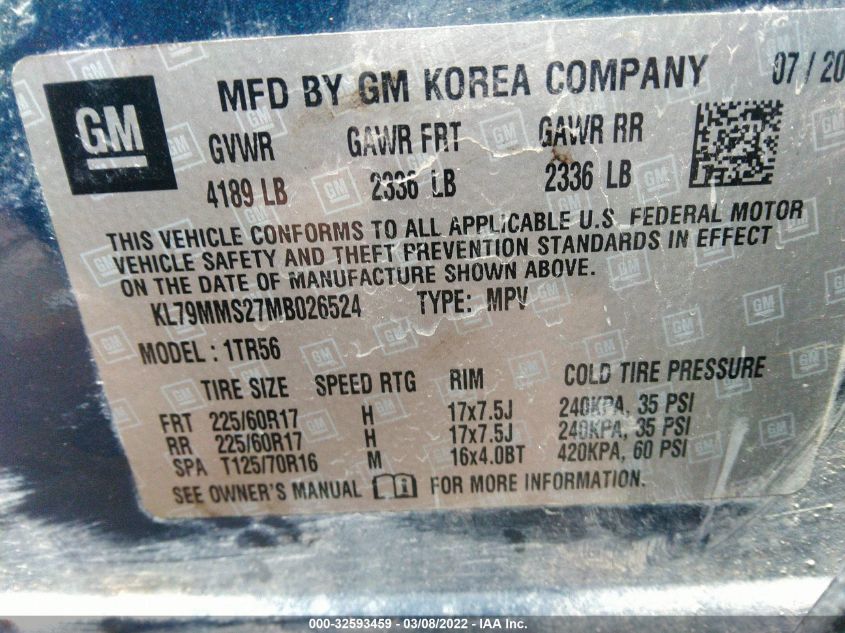 GM MFD BY GM KOREA COMPANY 07/20
GVWR GAWR FRT GAWR RR
4189 LB 2336 LB 2336 LB
THIS VEHICLE CONFORMS TO ALL APPLICABLE U.S. FEDERAL MOTOR
VEHICLE SAFETY AND THEFT PREVENTION STANDARDS IN EFFECT
ON THE DATE OF MANUFACTURE SHOWN ABOVE.
KL79MMS27MB026524 TYPE: MPV
MODEL: 1TR56
TIRE SIZE SPEED RTG RIM COLD TIRE PRESSURE
FRT 225/60R17 H 17x7.5J 240KPA, 35 PSI
RR 225/60R17 H 17x7.5J 240KPA, 35 PSI
SPA T125/70R16 M 16x4.0BT 420KPA, 60 PSI
SEE OWNER'S MANUAL FOR MORE INFORMATION.
000-32593459 - 03/08/2022 - IAA Inc.